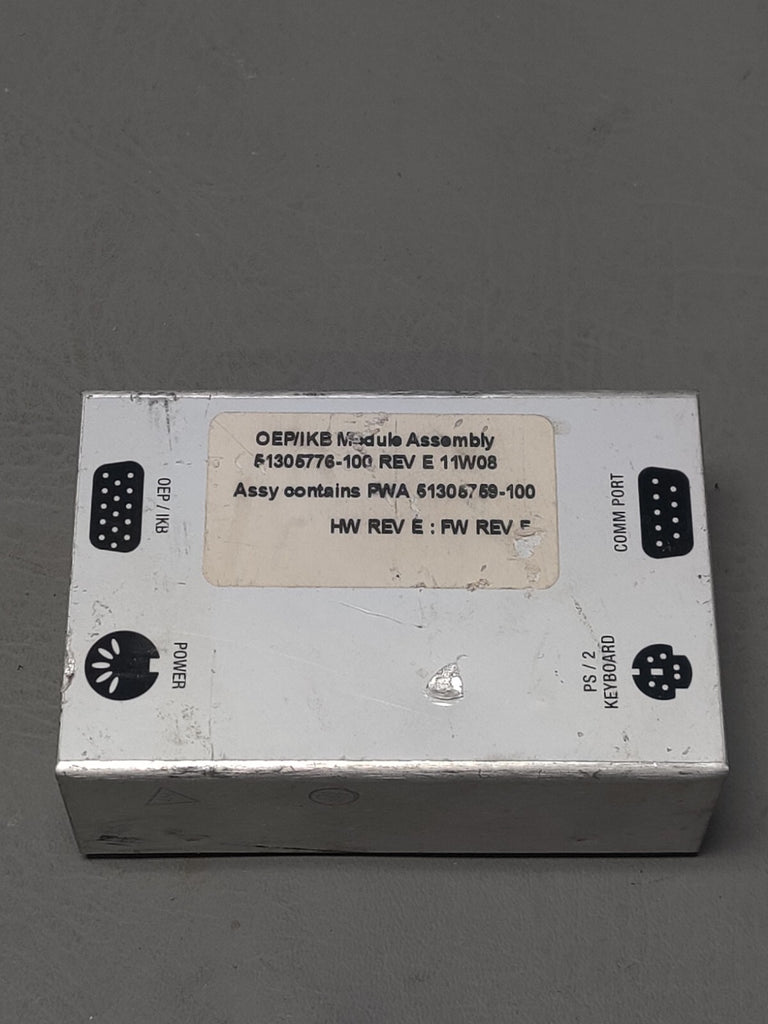 OEP/IKB Module Assembly
51305776-100 REV E 11W08
Assy contains PWA 51305759-100
HW REV E : FW REV
OEP / IKB
COMM PORT
POWER
PS / 2
KEYBOARD